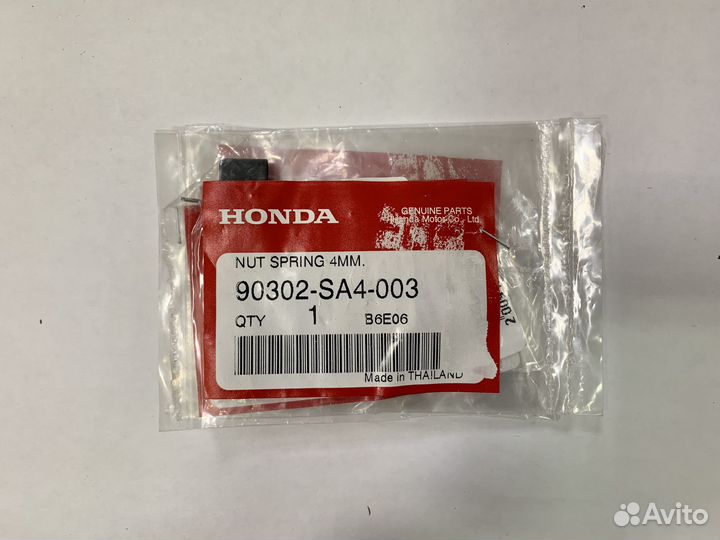 HONDA
GENUINE PARTS
Honda Motor Co., Ltd.
NUT SPRING 4MM.
90302-SA4-003
QTY 1 B6E06
Made in THAILAND
Avito